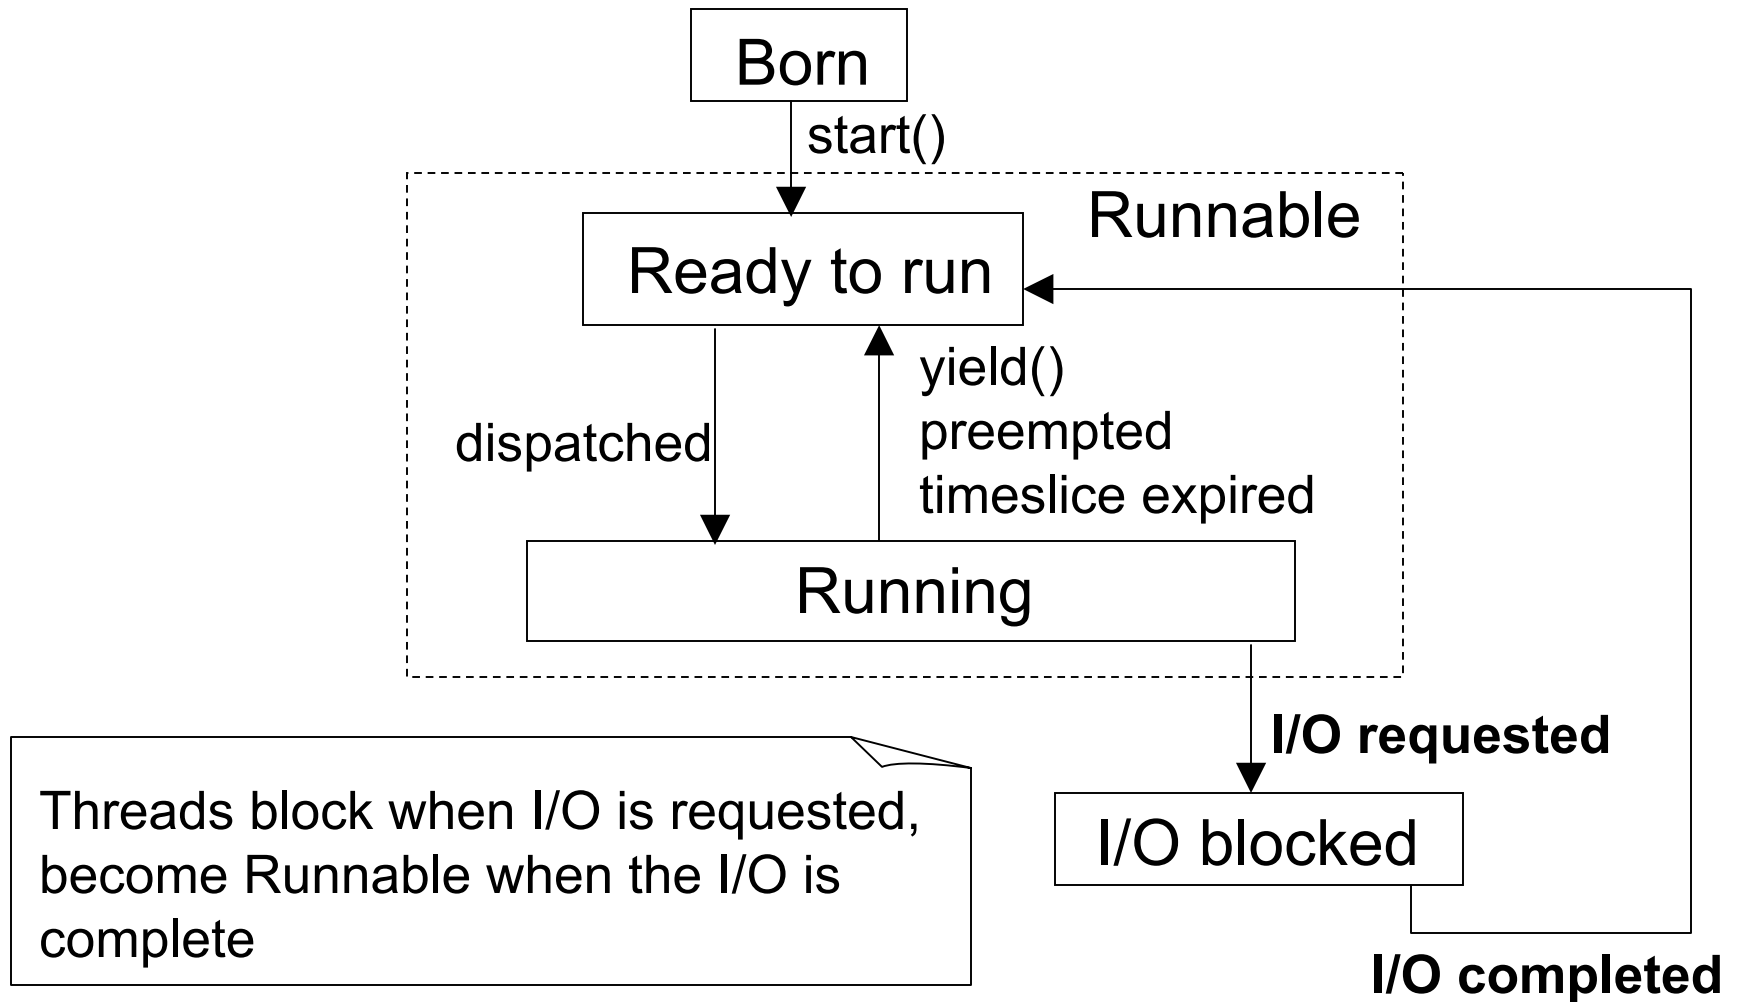 Born
start()
Runnable
Ready to run
yield()
preempted
timeslice expired
dispatched
Running
I/O requested
I/O blocked
I/O completed
Threads block when I/O is requested,
become Runnable when the I/O is
complete